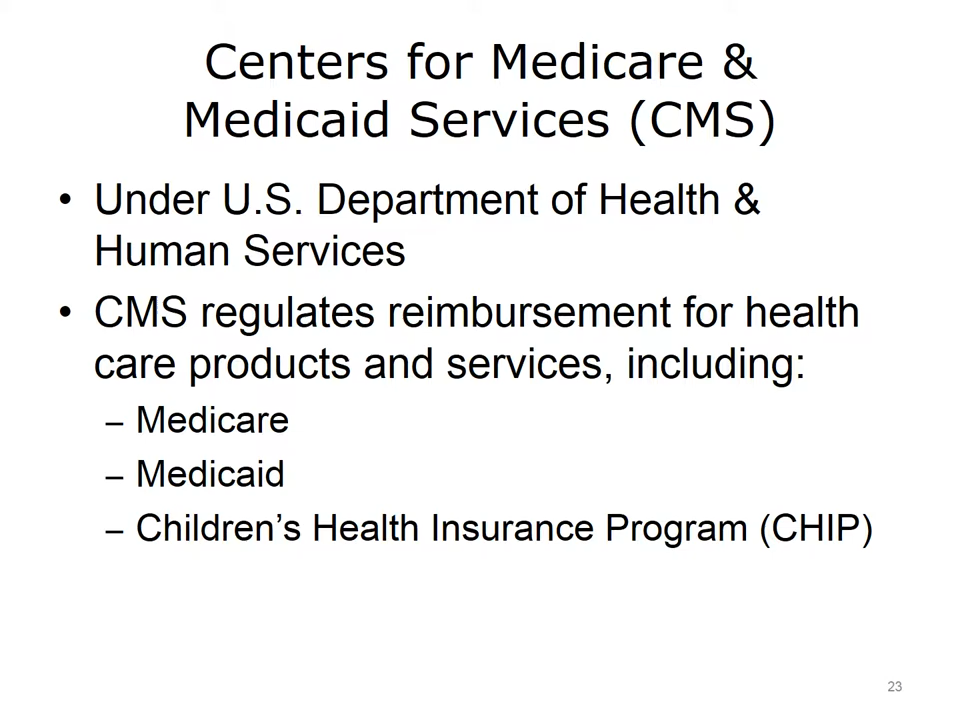 Centers for Medicare &
Medicaid Services (CMS)
• Under U.S. Department of Health &
Human Services
• CMS regulates reimbursement for health
care products and services, including:
– Medicare
– Medicaid
– Children’s Health Insurance Program (CHIP)
23